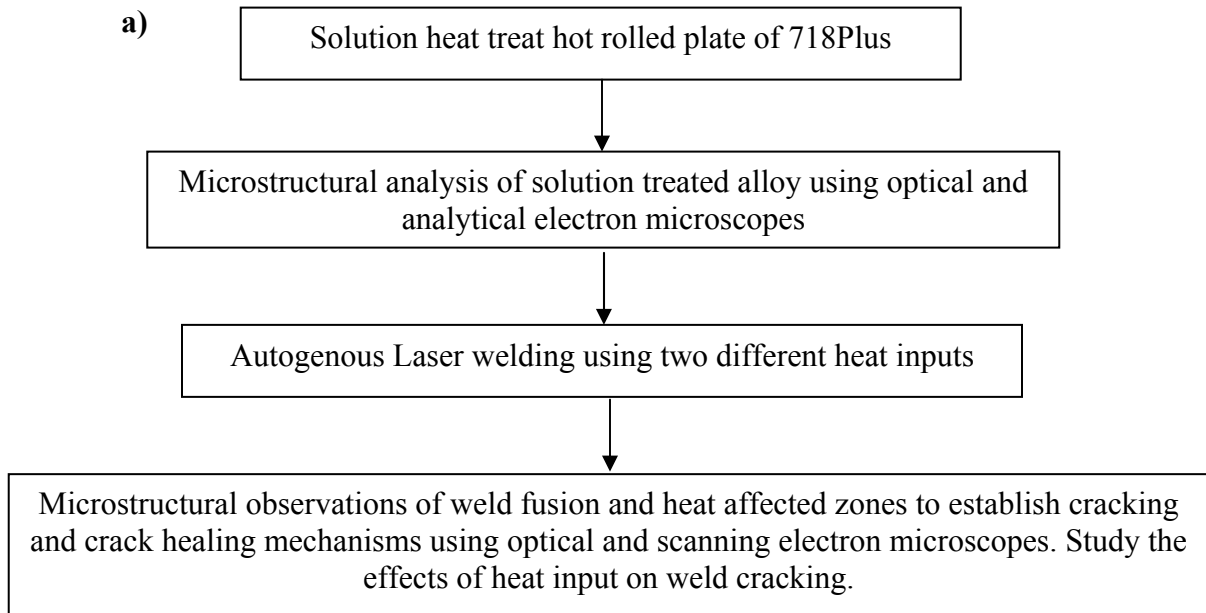 a)
Solution heat treat hot rolled plate of 718Plus
Microstructural analysis of solution treated alloy using optical and
analytical electron microscopes
Autogenous Laser welding using two different heat inputs
Microstructural observations of weld fusion and heat affected zones to establish cracking
and crack healing mechanisms using optical and scanning electron microscopes. Study the
effects of heat input on weld cracking.